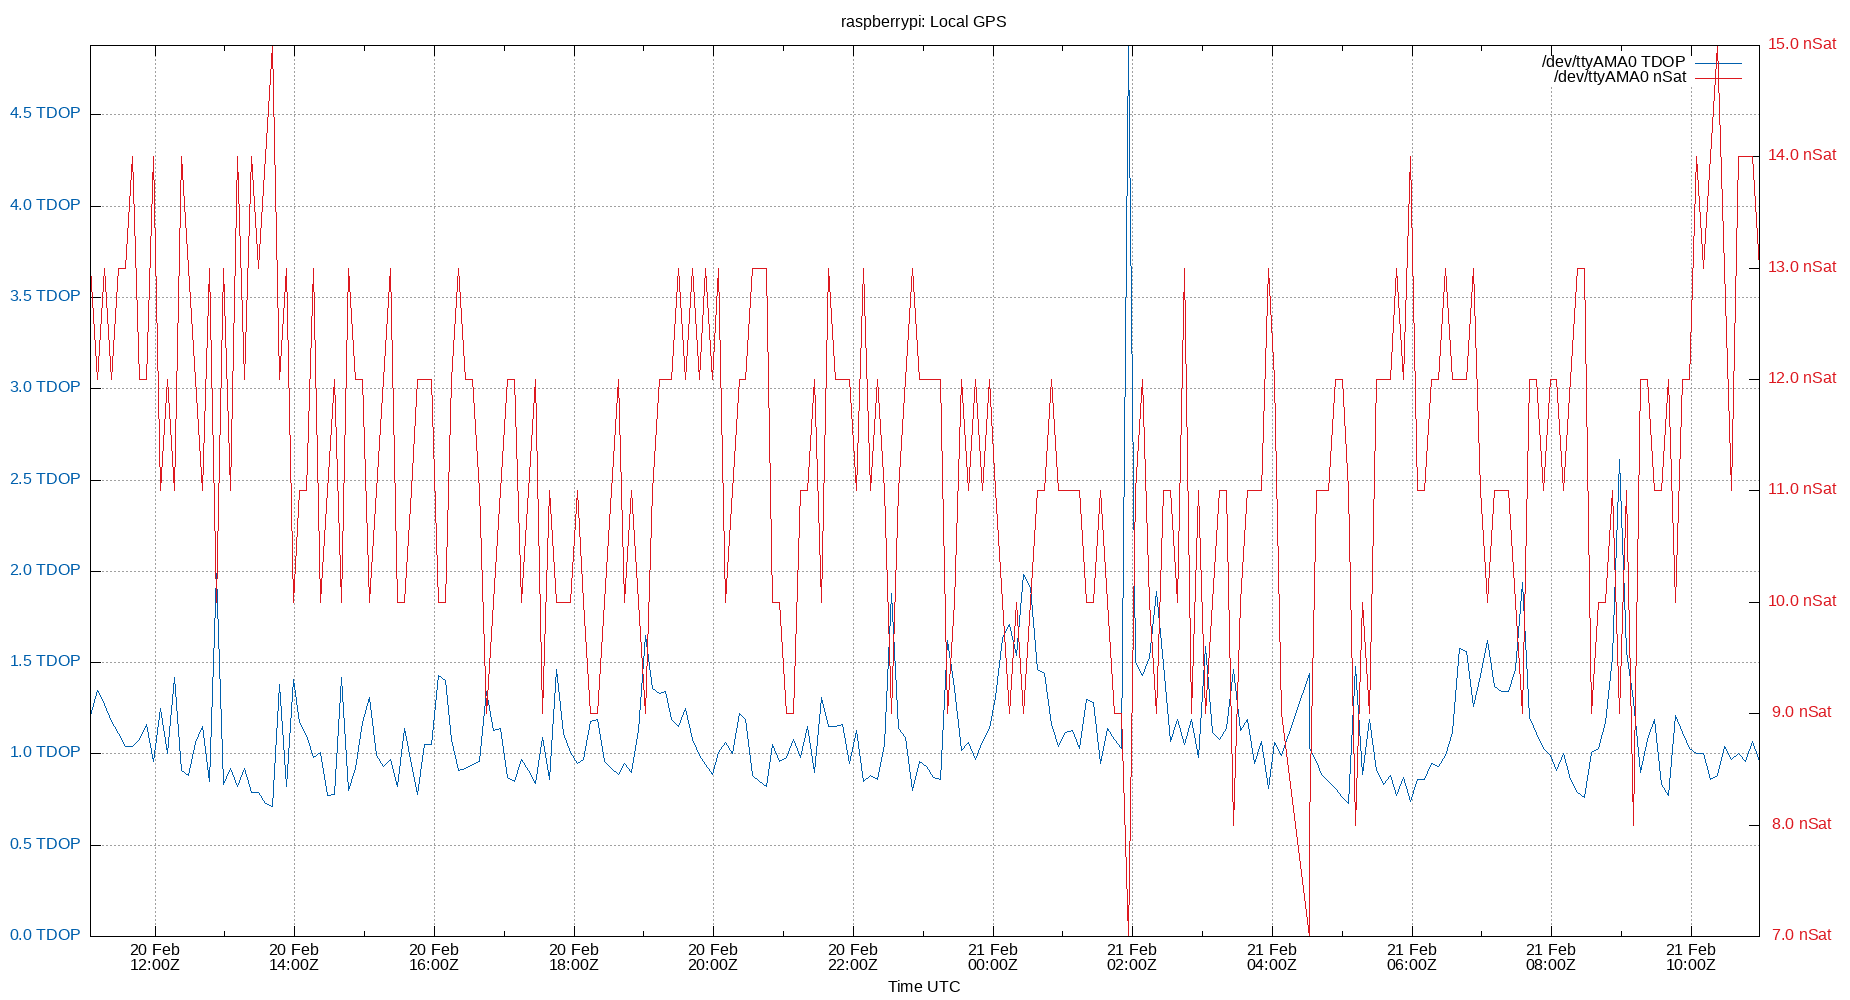 raspberrypi: Local GPS
/dev/ttyAMA0 TDOP
/dev/ttyAMA0 nSat
4.5 TDOP
4.0 TDOP
3.5 TDOP
3.0 TDOP
2.5 TDOP
2.0 TDOP
1.5 TDOP
1.0 TDOP
0.5 TDOP
0.0 TDOP
15.0 nSat
14.0 nSat
13.0 nSat
12.0 nSat
11.0 nSat
10.0 nSat
9.0 nSat
8.0 nSat
7.0 nSat
20 Feb
12:00Z
20 Feb
14:00Z
20 Feb
16:00Z
20 Feb
18:00Z
20 Feb
20:00Z
20 Feb
22:00Z
21 Feb
00:00Z
21 Feb
02:00Z
21 Feb
04:00Z
21 Feb
06:00Z
21 Feb
08:00Z
21 Feb
10:00Z
Time UTC